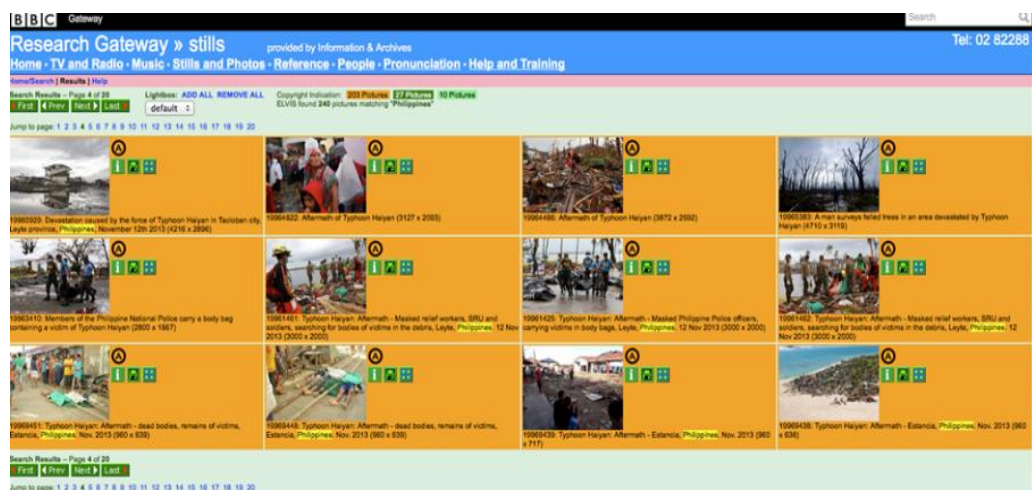 BBC Gateway
Search
Research Gateway » stills provided by Information & Archives Tel: 02 82288
Home · TV and Radio · Music · Stills and Photos · Reference · People · Pronunciation · Help and Training
Home/Search | Results | Help
Search Results – Page 4 of 20 Lightbox: ADD ALL REMOVE ALL Copyright Indication: 203 Pictures 27 Pictures 10 Pictures
First Prev Next Last default ELVIS found 240 pictures matching "Philippines"
Jump to page: 1 2 3 4 5 6 7 8 9 10 11 12 13 14 15 16 17 18 19 20
19960929: Devastation caused by the force of Typhoon Haiyan in Tacloban city,
Leyte province, Philippines, November 12th 2013 (4216 x 2896)
19964822: Aftermath of Typhoon Haiyan (3127 x 2093)
19964486: Aftermath of Typhoon Haiyan (3872 x 2592)
19965383: A man surveys felled trees in an area devastated by Typhoon
Haiyan (4710 x 3119)
19963410: Members of the Philippine National Police carry a body bag
containing a victim of Typhoon Haiyan (2800 x 1867)
19961461: Typhoon Haiyan: Aftermath - Masked relief workers, SRU and
soldiers, searching for bodies of victims in the debris, Leyte, Philippines. 12 Nov
2013 (3000 x 2000)
19961425: Typhoon Haiyan: Aftermath - Masked Philippine Police officers,
carrying victims in body bags, Leyte, Philippines. 12 Nov 2013 (3000 x 2000)
19961462: Typhoon Haiyan: Aftermath - Masked relief workers, SRU and
soldiers, searching for bodies of victims in the debris, Leyte, Philippines. 12
Nov 2013 (3000 x 2000)
19969451: Typhoon Haiyan: Aftermath - dead bodies, remains of victims,
Estancia, Philippines. Nov. 2013 (960 x 639)
19969448: Typhoon Haiyan: Aftermath - dead bodies, remains of victims,
Estancia, Philippines. Nov. 2013 (960 x 639)
19969439: Typhoon Haiyan: Aftermath - Estancia, Philippines. Nov. 2013 (960
x 717)
19969438: Typhoon Haiyan: Aftermath - Estancia, Philippines. Nov. 2013 (960
x 638)
Search Results – Page 4 of 20
First Prev Next Last
Jump to page: 1 2 3 4 5 6 7 8 9 10 11 12 13 14 15 16 17 18 19 20